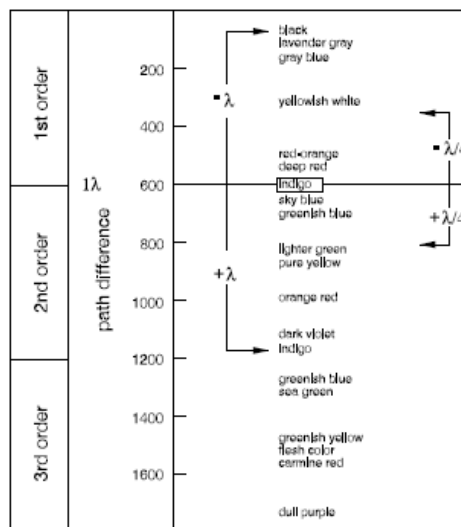 black
lavender gray
200
gray blue
1st order
-λ
yellowish white
400
-λ/4
red-orange
deep red
1λ
600
indigo
sky blue
greenish blue
+λ/4
800
lighter green
pure yellow
2nd order
path difference
+λ
1000
orange red
dark violet
1200
indigo
greenish blue
sea green
1400
3rd order
greenish yellow
flesh color
1600
carmine red
dull purple